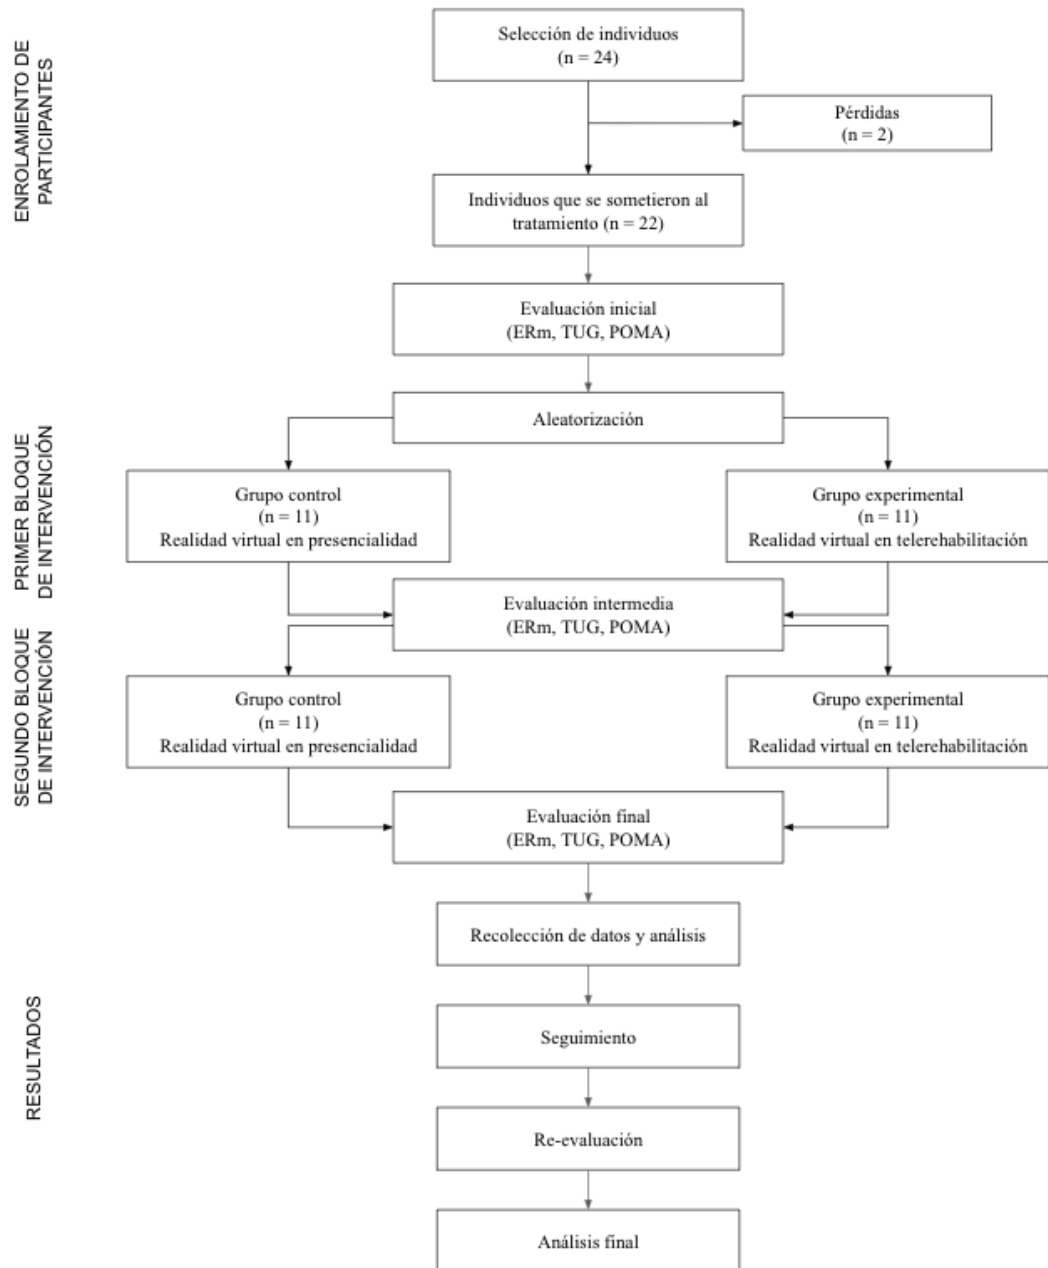 ENROLAMIENTO DE
PARTICIPANTES
Selección de individuos
(n = 24)
Pérdidas
(n = 2)
Individuos que se sometieron al
tratamiento (n = 22)
Evaluación inicial
(ERm, TUG, POMA)
Aleatorización
PRIMER BLOQUE
DE INTERVENCIÓN
Grupo control
(n = 11)
Realidad virtual en presencialidad
Grupo experimental
(n = 11)
Realidad virtual en telerehabilitación
Evaluación intermedia
(ERm, TUG, POMA)
SEGUNDO BLOQUE
DE INTERVENCIÓN
Grupo control
(n = 11)
Realidad virtual en presencialidad
Grupo experimental
(n = 11)
Realidad virtual en telerehabilitación
Evaluación final
(ERm, TUG, POMA)
RESULTADOS
Recolección de datos y análisis
Seguimiento
Re-evaluación
Análisis final